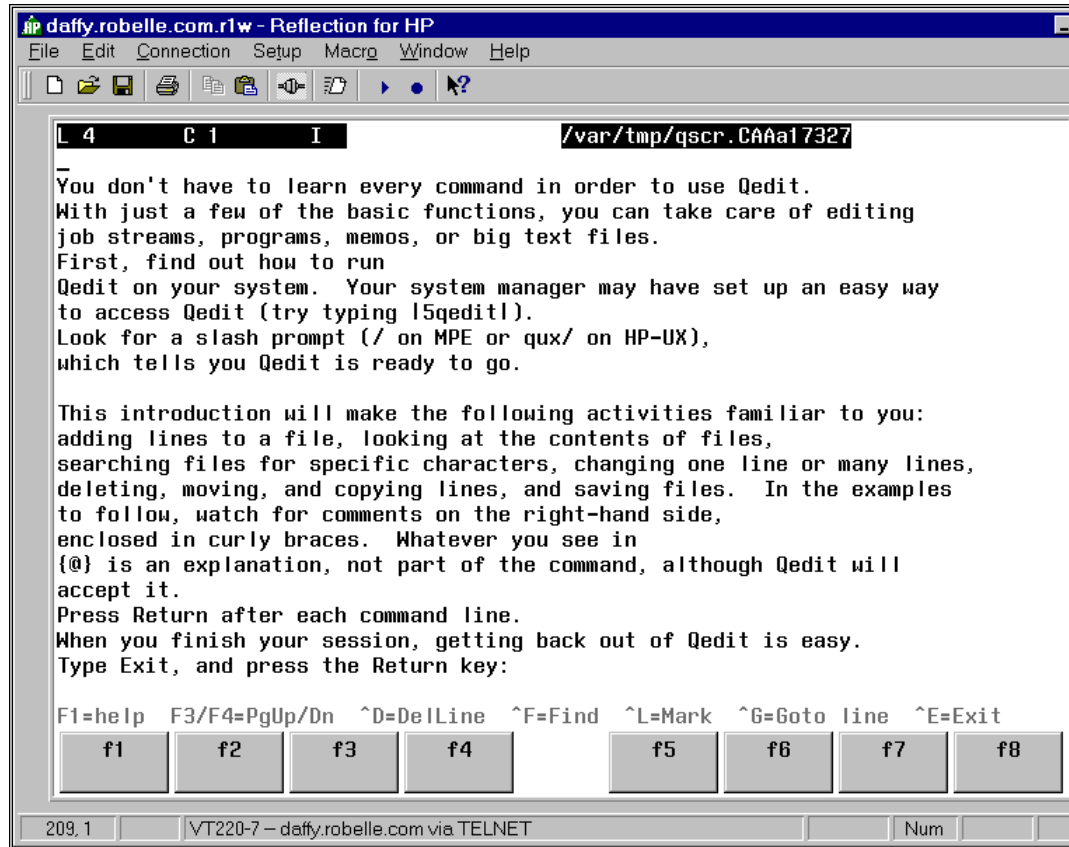 daffy.robelle.com.r1w - Reflection for HP
File Edit Connection Setup Macro Window Help
L 4 C 1 I /var/tmp/qscr.CAAa17327
You don't have to learn every command in order to use Qedit.
With just a few of the basic functions, you can take care of editing
job streams, programs, memos, or big text files.
First, find out how to run
Qedit on your system.  Your system manager may have set up an easy way
to access Qedit (try typing |5qedit|).
Look for a slash prompt (/ on MPE or qux/ on HP-UX),
which tells you Qedit is ready to go.
This introduction will make the following activities familiar to you:
adding lines to a file, looking at the contents of files,
searching files for specific characters, changing one line or many lines,
deleting, moving, and copying lines, and saving files.  In the examples
to follow, watch for comments on the right-hand side,
enclosed in curly braces.  Whatever you see in
{@} is an explanation, not part of the command, although Qedit will
accept it.
Press Return after each command line.
When you finish your session, getting back out of Qedit is easy.
Type Exit, and press the Return key:
F1=help  F3/F4=PgUp/Dn  ^D=DelLine  ^F=Find  ^L=Mark  ^G=Goto line  ^E=Exit
f1 f2 f3 f4 f5 f6 f7 f8
209, 1 VT220-7 – daffy.robelle.com via TELNET Num